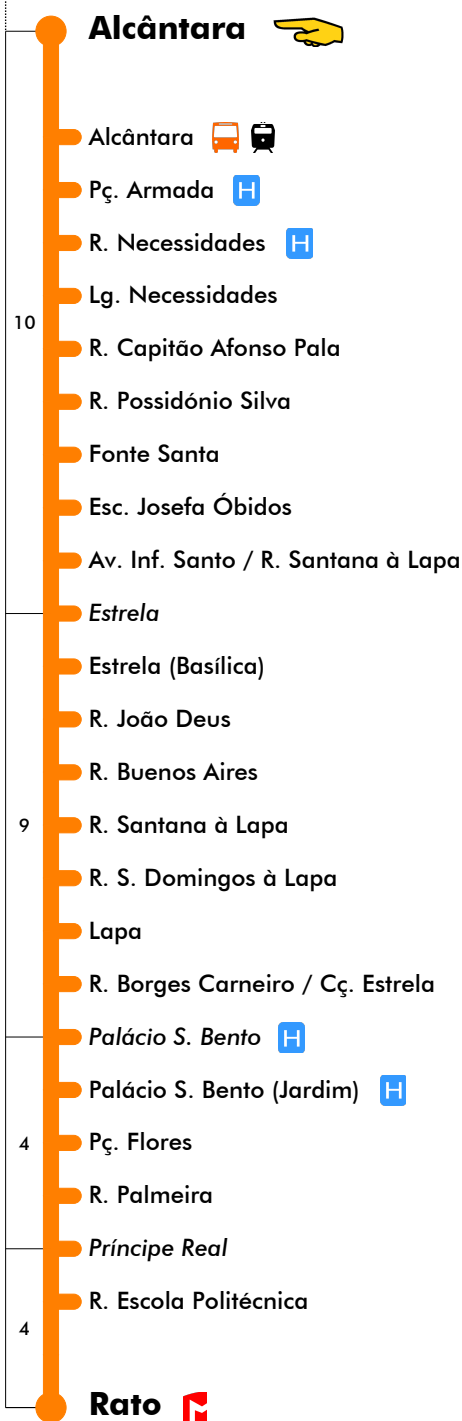 Alcântara
Alcântara
Pç. Armada H
R. Necessidades H
Lg. Necessidades
10
R. Capitão Afonso Pala
R. Possidónio Silva
Fonte Santa
Esc. Josefa Óbidos
Av. Inf. Santo / R. Santana à Lapa
Estrela
Estrela (Basílica)
R. João Deus
R. Buenos Aires
9 R. Santana à Lapa
R. S. Domingos à Lapa
Lapa
R. Borges Carneiro / Cç. Estrela
Palácio S. Bento H
Palácio S. Bento (Jardim) H
4 Pç. Flores
R. Palmeira
Príncipe Real
R. Escola Politécnica
4
Rato